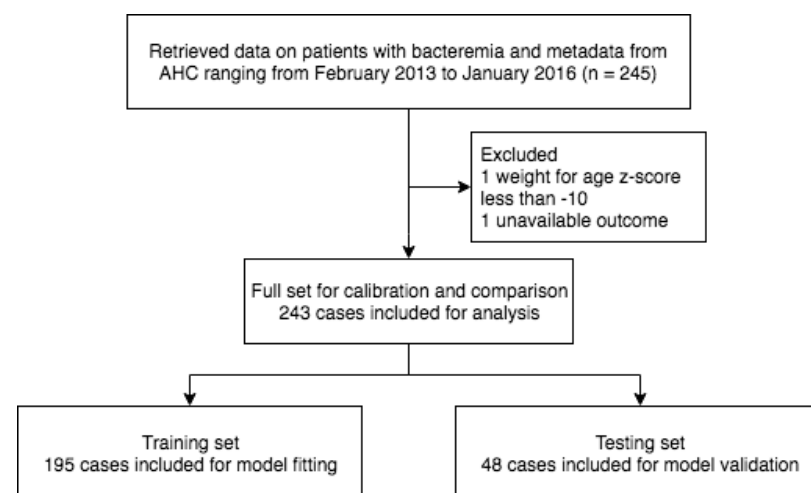 Retrieved data on patients with bacteremia and metadata from
AHC ranging from February 2013 to January 2016 (n = 245)
Excluded
1 weight for age z-score
less than -10
1 unavailable outcome
Full set for calibration and comparison
243 cases included for analysis
Training set
195 cases included for model fitting
Testing set
48 cases included for model validation